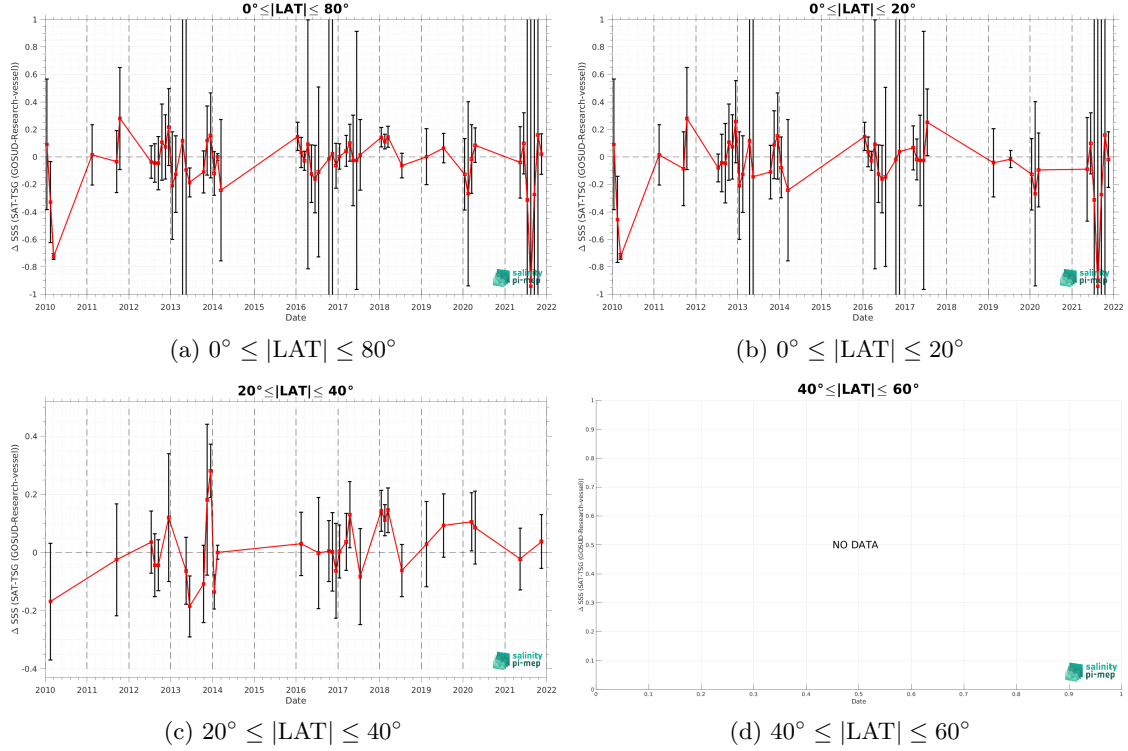 0°≤|LAT|≤ 80°
Δ SSS (SAT-TSG (GOSUD-Research-vessel))
1
0.8
0.6
0.4
0.2
0
-0.2
-0.4
-0.6
-0.8
-1
2010 2011 2012 2013 2014 2015 2016 2017 2018 2019 2020 2021 2022
Date
salinity
pi-mep
(a) 0° ≤ |LAT| ≤ 80°
0°≤|LAT|≤ 20°
Δ SSS (SAT-TSG (GOSUD-Research-vessel))
1
0.8
0.6
0.4
0.2
0
-0.2
-0.4
-0.6
-0.8
-1
2010 2011 2012 2013 2014 2015 2016 2017 2018 2019 2020 2021 2022
Date
salinity
pi-mep
(b) 0° ≤ |LAT| ≤ 20°
20°≤|LAT|≤ 40°
Δ SSS (SAT-TSG (GOSUD-Research-vessel))
0.4
0.2
0
-0.2
-0.4
2010 2011 2012 2013 2014 2015 2016 2017 2018 2019 2020 2021 2022
Date
salinity
pi-mep
(c) 20° ≤ |LAT| ≤ 40°
40°≤|LAT|≤ 60°
Δ SSS (SAT-TSG (GOSUD-Research-vessel))
1
0.9
0.8
0.7
0.6
0.5
0.4
0.3
0.2
0.1
0
NO DATA
0 0.1 0.2 0.3 0.4 0.5 0.6 0.7 0.8 0.9 1
Date
salinity
pi-mep
(d) 40° ≤ |LAT| ≤ 60°